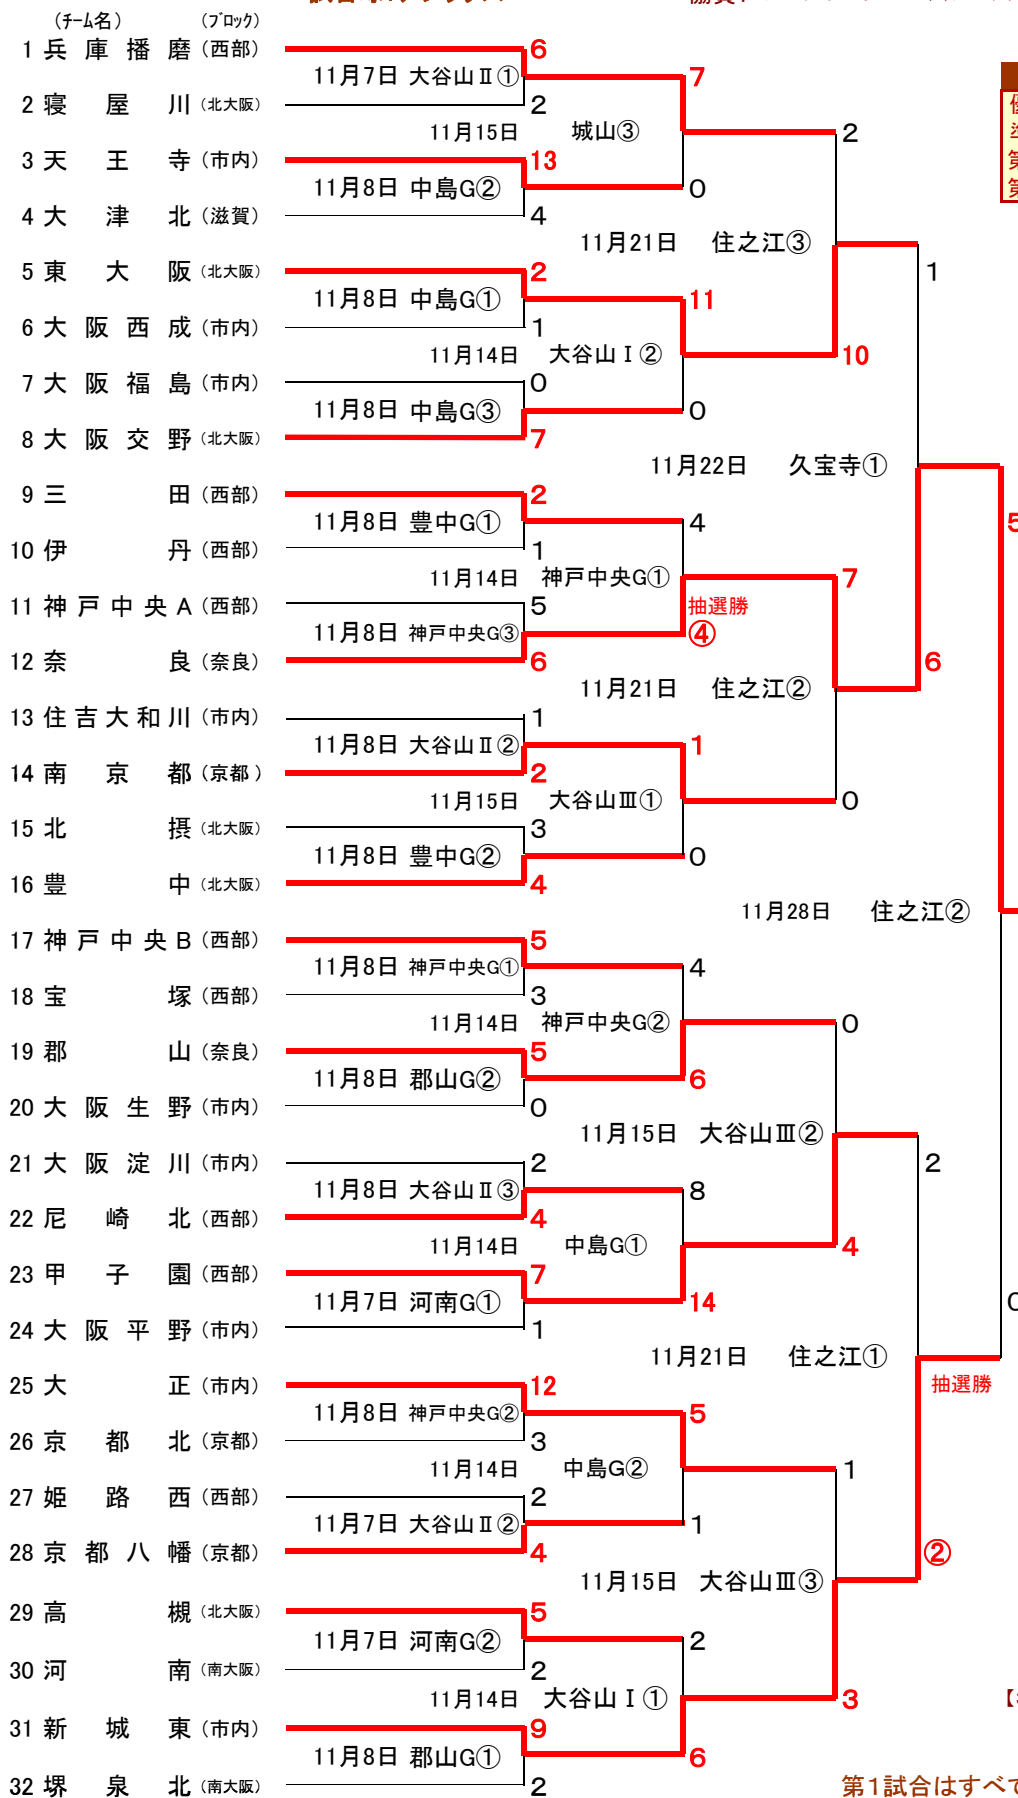 (ﾁｰﾑ名) (ﾌﾞﾛｯｸ)
1 兵庫播磨 (西部) 6
11月7日 大谷山Ⅱ① 7
2 寝屋川 (北大阪) 2
11月15日 城山③ 2
3 天王寺 (市内) 13
11月8日 中島G② 0
4 大津北 (滋賀) 4
11月21日 住之江③ 1
5 東大阪 (北大阪) 2
11月8日 中島G① 11
6 大阪西成 (市内) 1
11月14日 大谷山Ⅰ② 10
7 大阪福島 (市内) 0
11月8日 中島G③ 0
8 大阪交野 (北大阪) 7
11月22日 久宝寺①
9 三田 (西部) 2
11月8日 豊中G① 4
10 伊丹 (西部) 1
11月14日 神戸中央G① 7
11 神戸中央A (西部) 5
抽選勝
11月8日 神戸中央G③ ④
12 奈良 (奈良) 6
11月21日 住之江② 6
13 住吉大和川 (市内) 1
11月8日 大谷山Ⅱ② 1
14 南京都 (京都) 2
11月15日 大谷山Ⅲ① 0
15 北摂 (北大阪) 3
11月8日 豊中G② 0
16 豊中 (北大阪) 4
11月28日 住之江②
17 神戸中央B (西部) 5
11月8日 神戸中央G① 4
18 宝塚 (西部) 3
11月14日 神戸中央G② 0
19 郡山 (奈良) 5
11月8日 郡山G② 6
20 大阪生野 (市内) 0
11月15日 大谷山Ⅲ② 2
21 大阪淀川 (市内) 2
11月8日 大谷山Ⅱ③ 8
22 尼崎北 (西部) 4
11月14日 中島G① 4
23 甲子園 (西部) 7
11月7日 河南G① 14
24 大阪平野 (市内) 1
11月21日 住之江①
抽選勝
25 大正 (市内) 12
11月8日 神戸中央G② 5
26 京都北 (京都) 3
11月14日 中島G② 1
27 姫路西 (西部) 2
11月7日 大谷山Ⅱ② 1
28 京都八幡 (京都) 4
②
11月15日 大谷山Ⅲ③
29 高槻 (北大阪) 5
11月7日 河南G② 2
30 河南 (南大阪) 2
11月14日 大谷山Ⅰ① 3
31 新城東 (市内) 9
11月8日 郡山G① 6
32 堺泉北 (南大阪) 2
第1試合はすべて